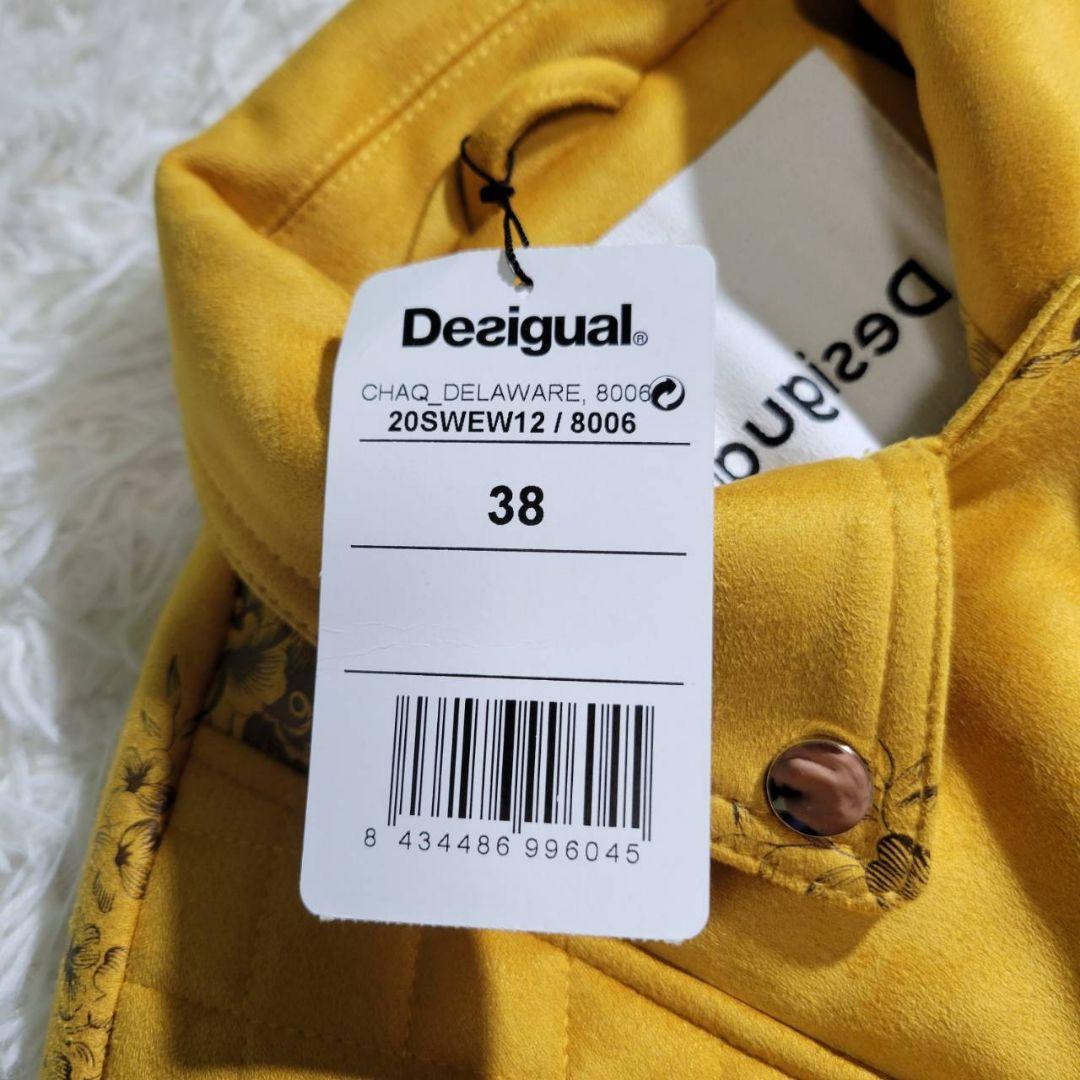 Desigual®
CHAQ_DELAWARE, 8006
20SWEW12 / 8006
38
8 434486 996045
Desigual